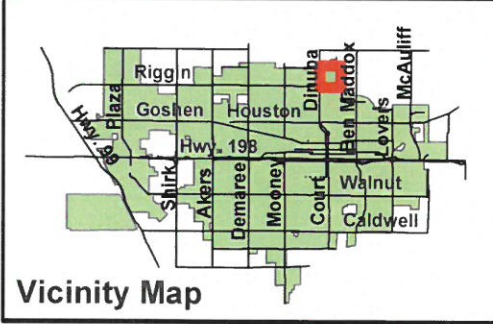 Riggin
Plaza
Goshen
Houston
Dinuba
Ben Maddox
McAuliff
Lovers
Hwy. 99
Hwy. 198
Shirk
Akers
Demaree
Mooney
Court
Walnut
Caldwell
Vicinity Map